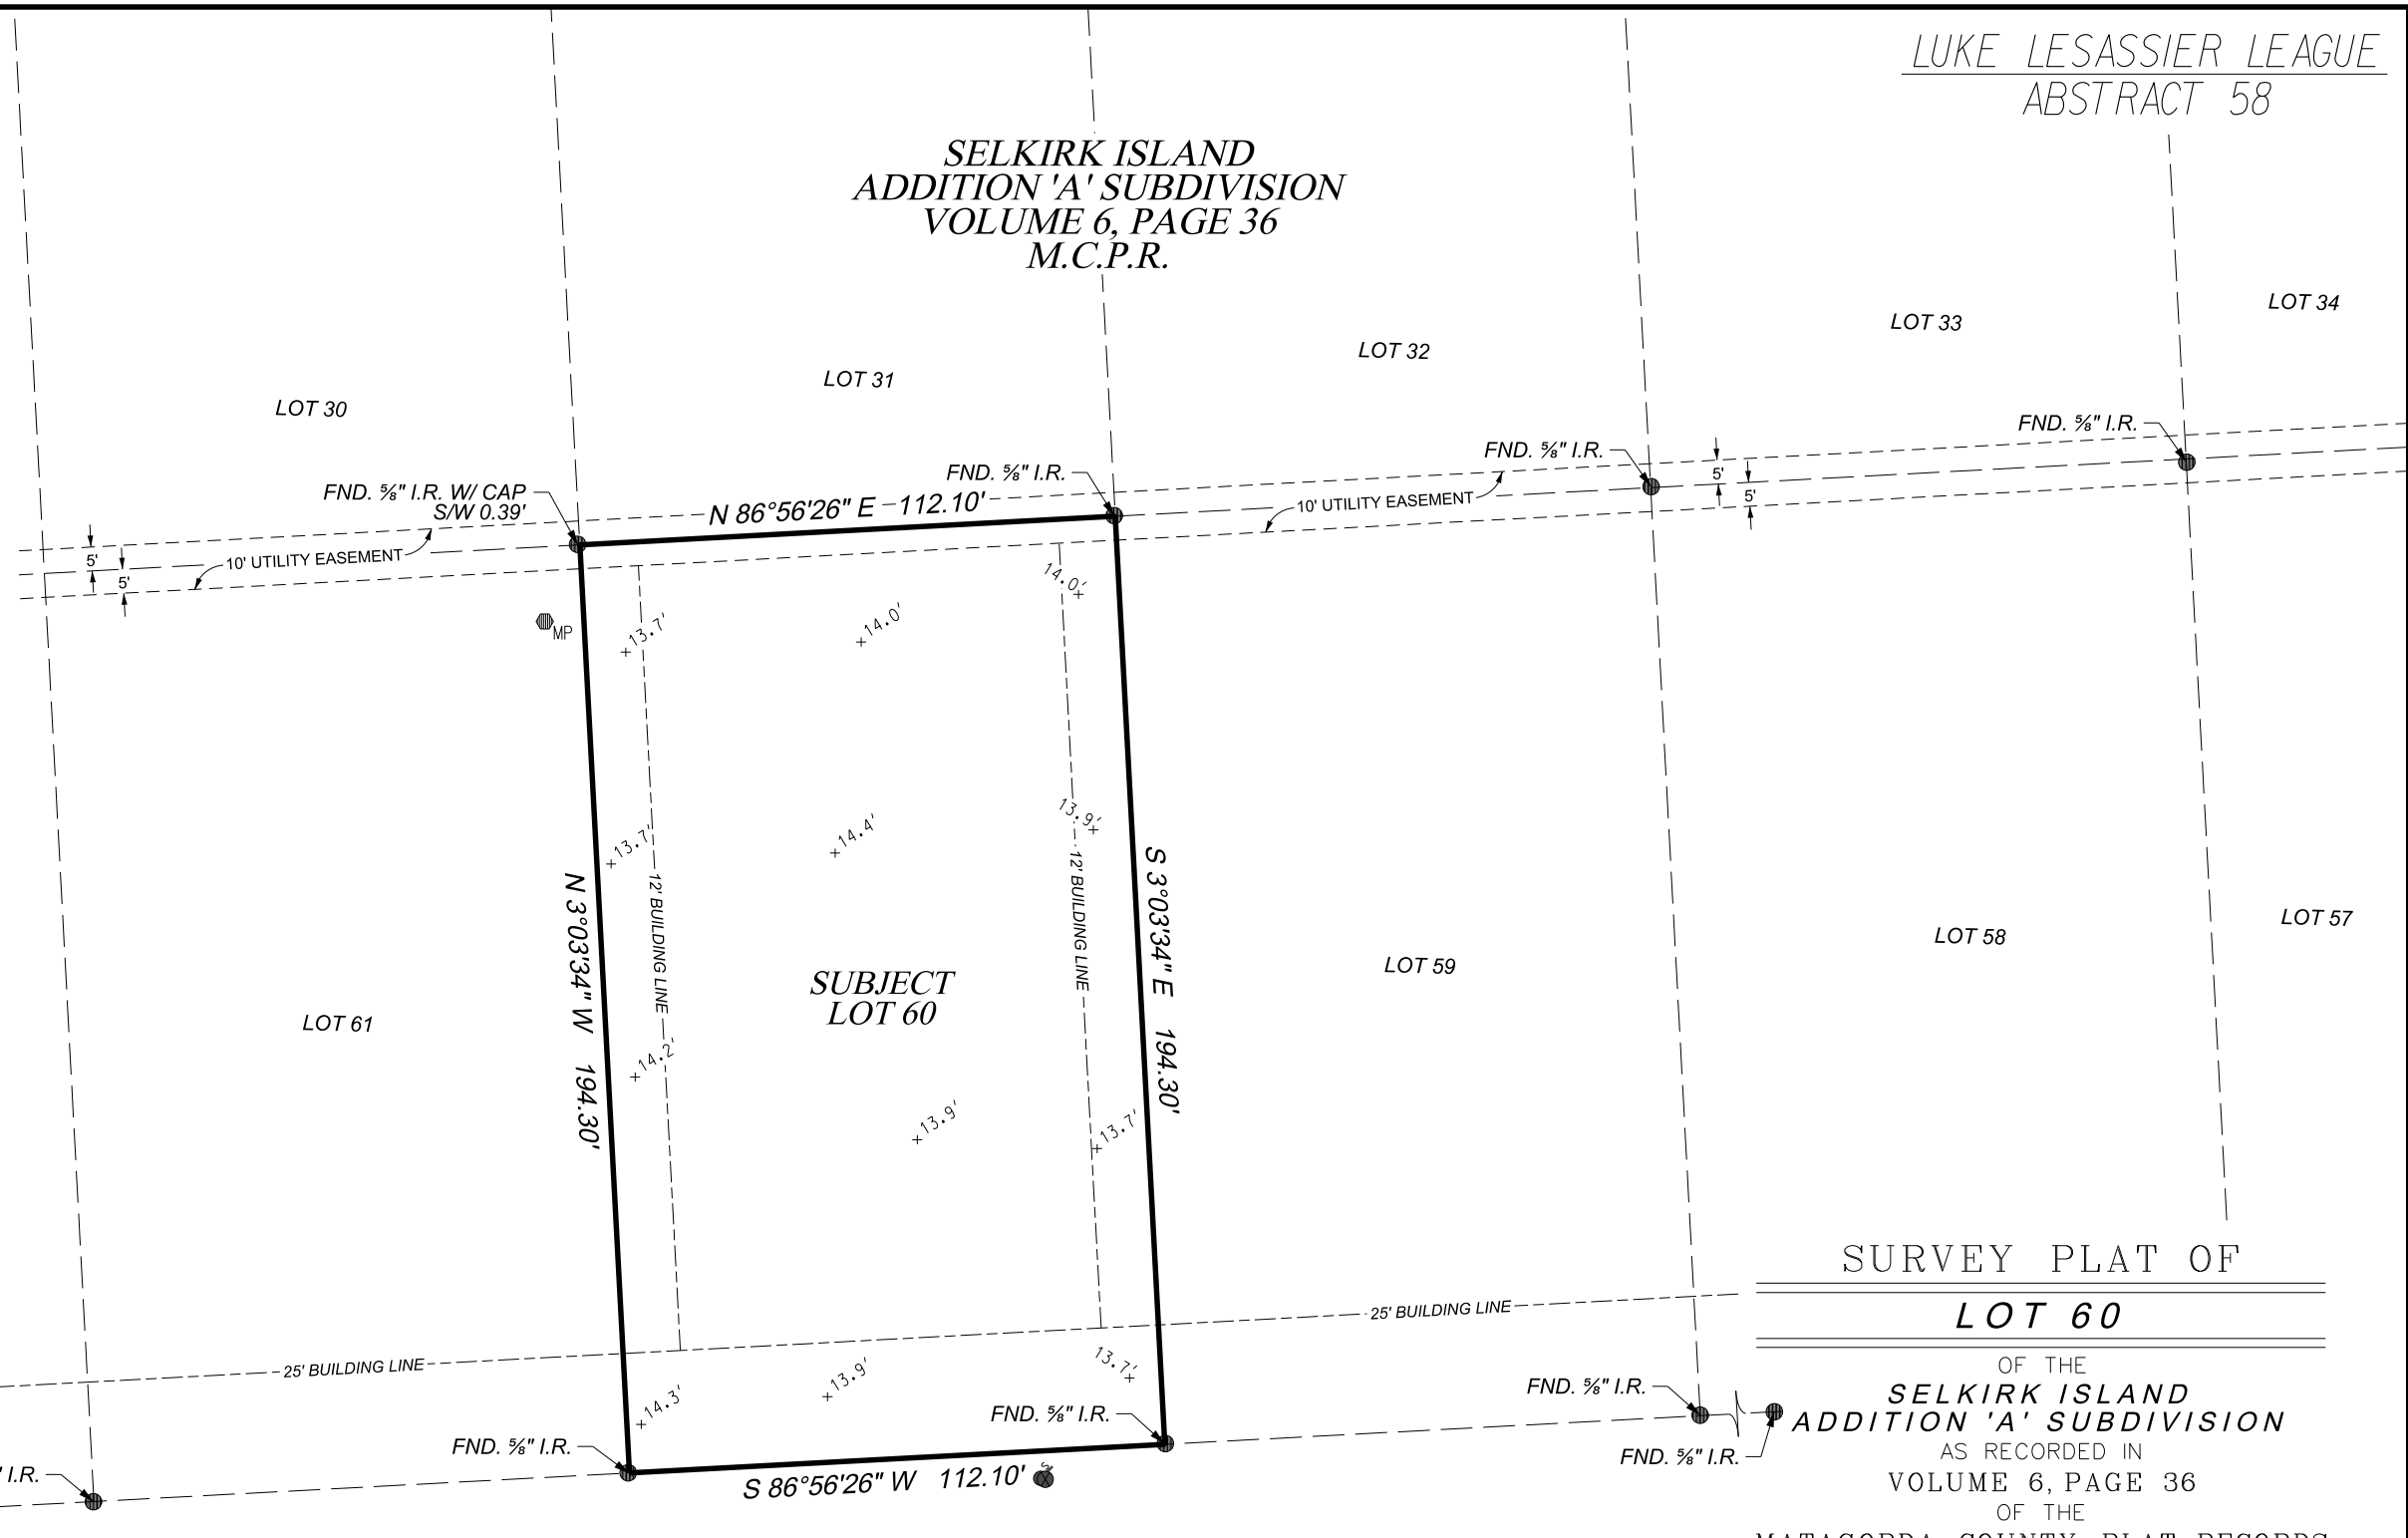 LUKE LESASSIER LEAGUE
ABSTRACT 58
SELKIRK ISLAND
ADDITION 'A' SUBDIVISION
VOLUME 6, PAGE 36
M.C.P.R.
LOT 30
LOT 31
LOT 32
LOT 33
LOT 34
FND. ⅝" I.R. W/ CAP
S/W 0.39'
FND. ⅝" I.R.
FND. ⅝" I.R.
FND. ⅝" I.R.
N 86°56'26" E 112.10'
10' UTILITY EASEMENT
10' UTILITY EASEMENT
5'
5'
5'
5'
MP
13.7'
14.0'
14.0'
13.7'
14.4'
13.9'
12' BUILDING LINE
12' BUILDING LINE
N 3°03'34" W 194.30'
S 3°03'34" E 194.30'
SUBJECT
LOT 60
LOT 61
LOT 59
LOT 58
LOT 57
14.2'
13.9'
13.7'
25' BUILDING LINE
25' BUILDING LINE
14.3'
13.9'
13.7'
FND. ⅝" I.R.
FND. ⅝" I.R.
FND. ⅝" I.R.
FND. ⅝" I.R.
" I.R.
S 86°56'26" W 112.10'
SURVEY PLAT OF
LOT 60
OF THE
SELKIRK ISLAND
ADDITION 'A' SUBDIVISION
AS RECORDED IN
VOLUME 6, PAGE 36
OF THE
MATAGORDA COUNTY PLAT RECORDS